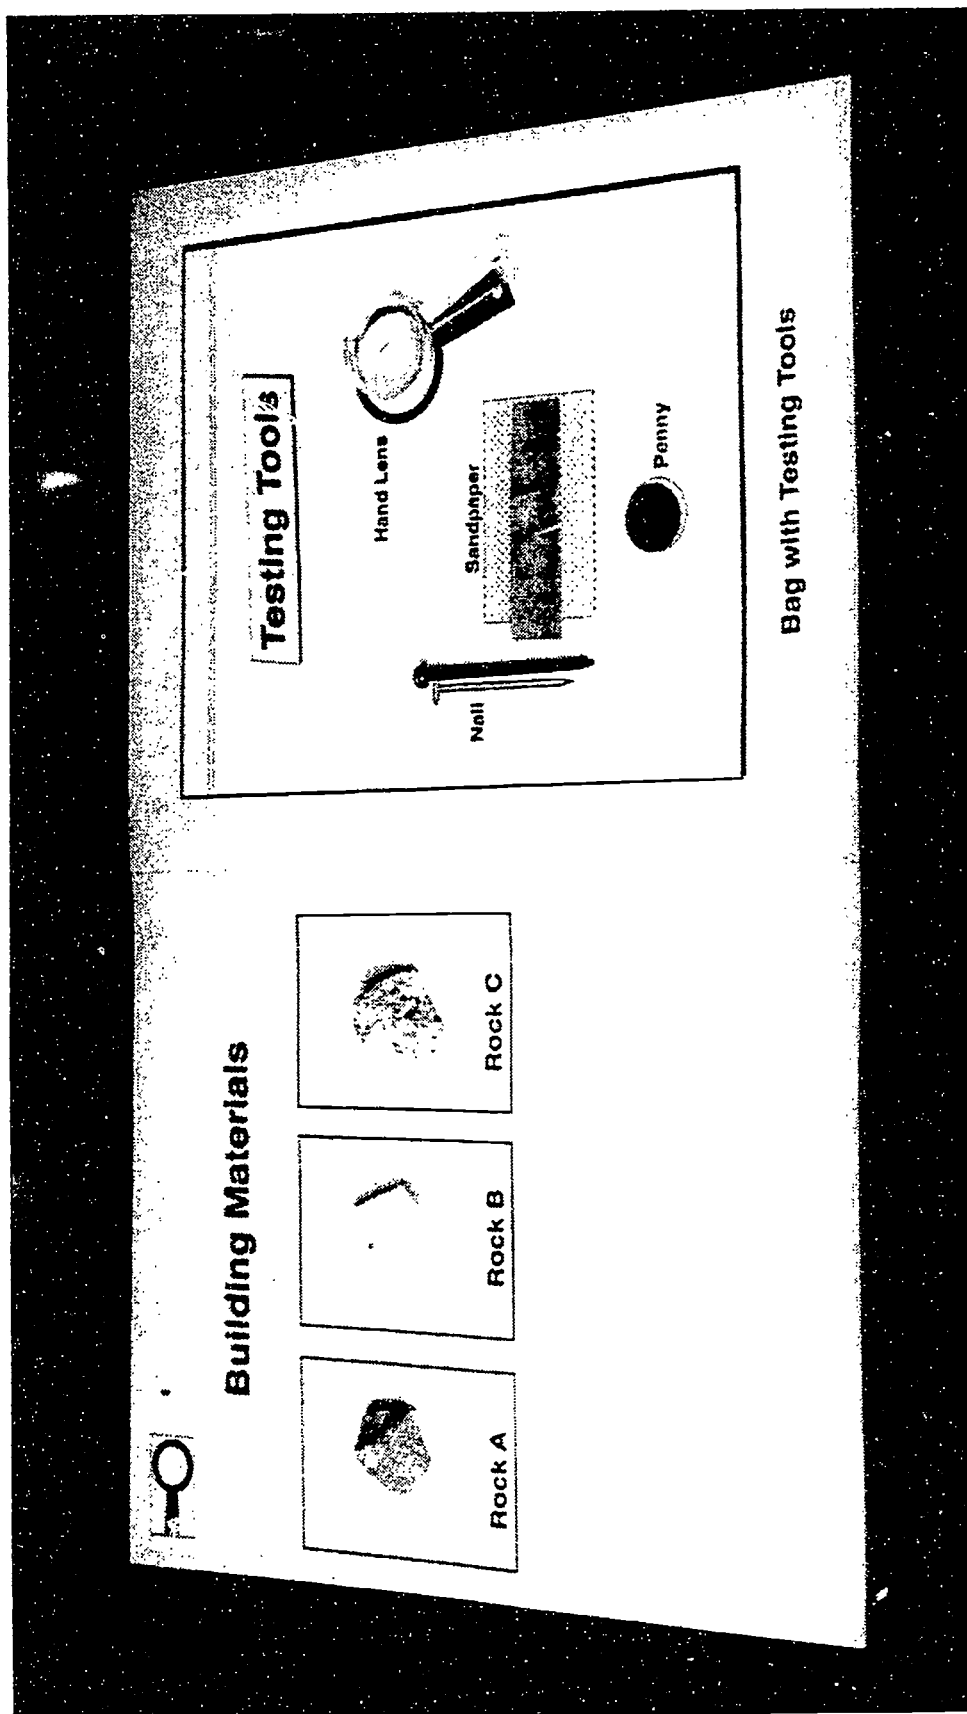 Building Materials
Rock A
Rock B
Rock C
Testing Tools
Hand Lens
Sandpaper
Nail
Penny
Bag with Testing Tools